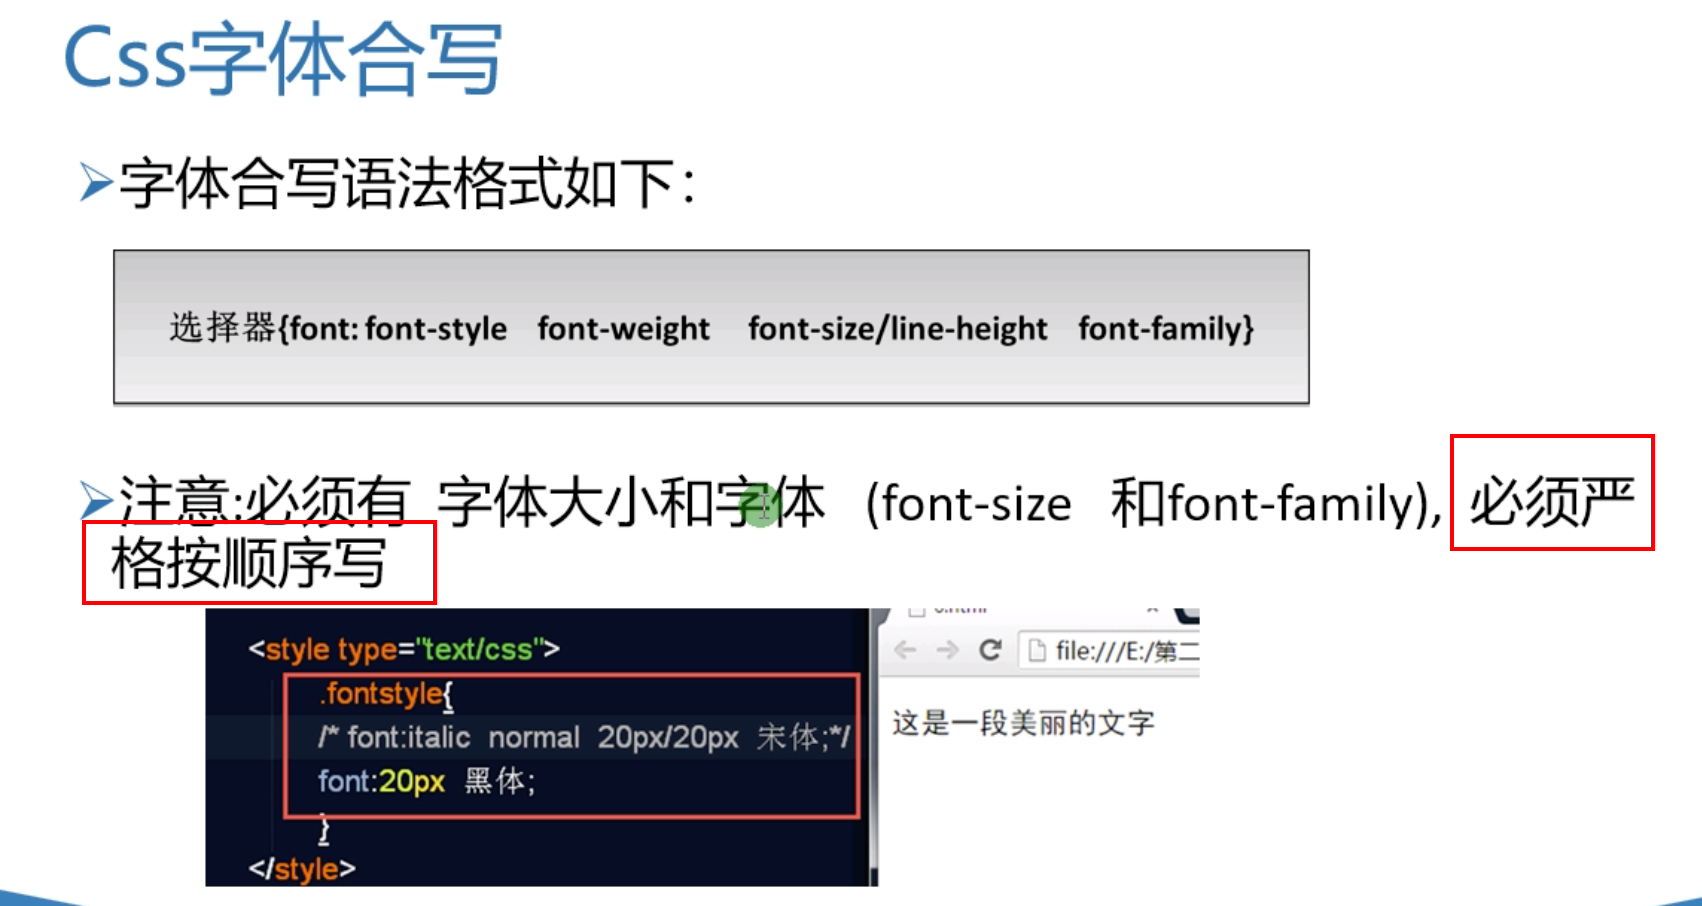 Css字体合写
字体合写语法格式如下：
选择器{font: font-style font-weight font-size/line-height font-family}
注意:必须有 字体大小和字体 (font-size 和font-family), 必须严
格按顺序写
<style type="text/css">
.fontstyle{
/* font:italic normal 20px/20px 宋体;*/
font:20px 黑体;
}
</style>
file:///E:/第二
这是一段美丽的文字